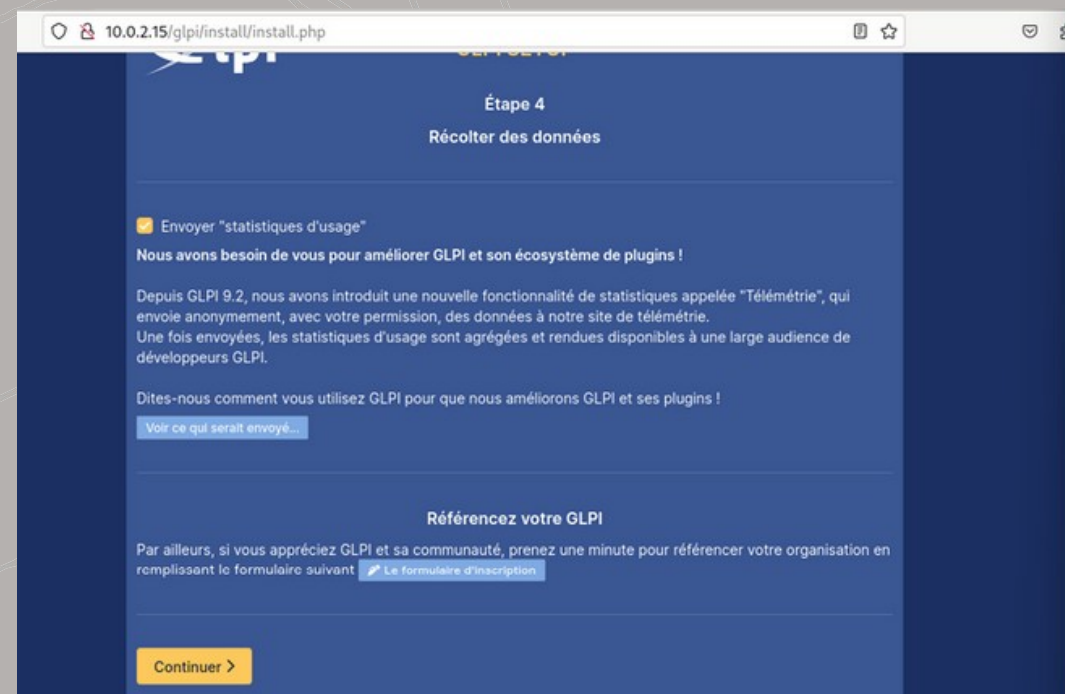 10.0.2.15/glpi/install/install.php
Étape 4
Récolter des données
Envoyer "statistiques d'usage"
Nous avons besoin de vous pour améliorer GLPI et son écosystème de plugins !
Depuis GLPI 9.2, nous avons introduit une nouvelle fonctionnalité de statistiques appelée "Télémétrie", qui
envoie anonymement, avec votre permission, des données à notre site de télémétrie.
Une fois envoyées, les statistiques d'usage sont agrégées et rendues disponibles à une large audience de
développeurs GLPI.
Dites-nous comment vous utilisez GLPI pour que nous améliorons GLPI et ses plugins !
Voir ce qui serait envoyé...
Référencez votre GLPI
Par ailleurs, si vous appréciez GLPI et sa communauté, prenez une minute pour référencer votre organisation en
remplissant le formulaire suivant Le formulaire d'inscription
Continuer >